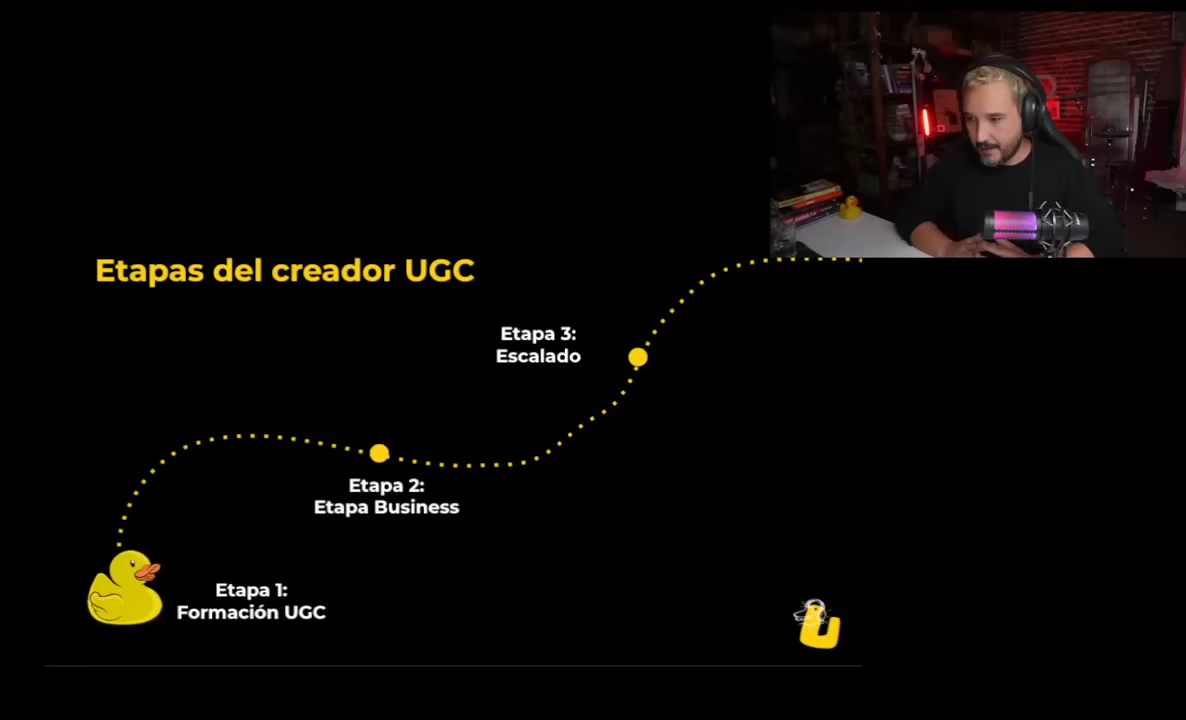 Etapas del creador UGC
Etapa 3:
Escalado
Etapa 2:
Etapa Business
Etapa 1:
Formación UGC
U